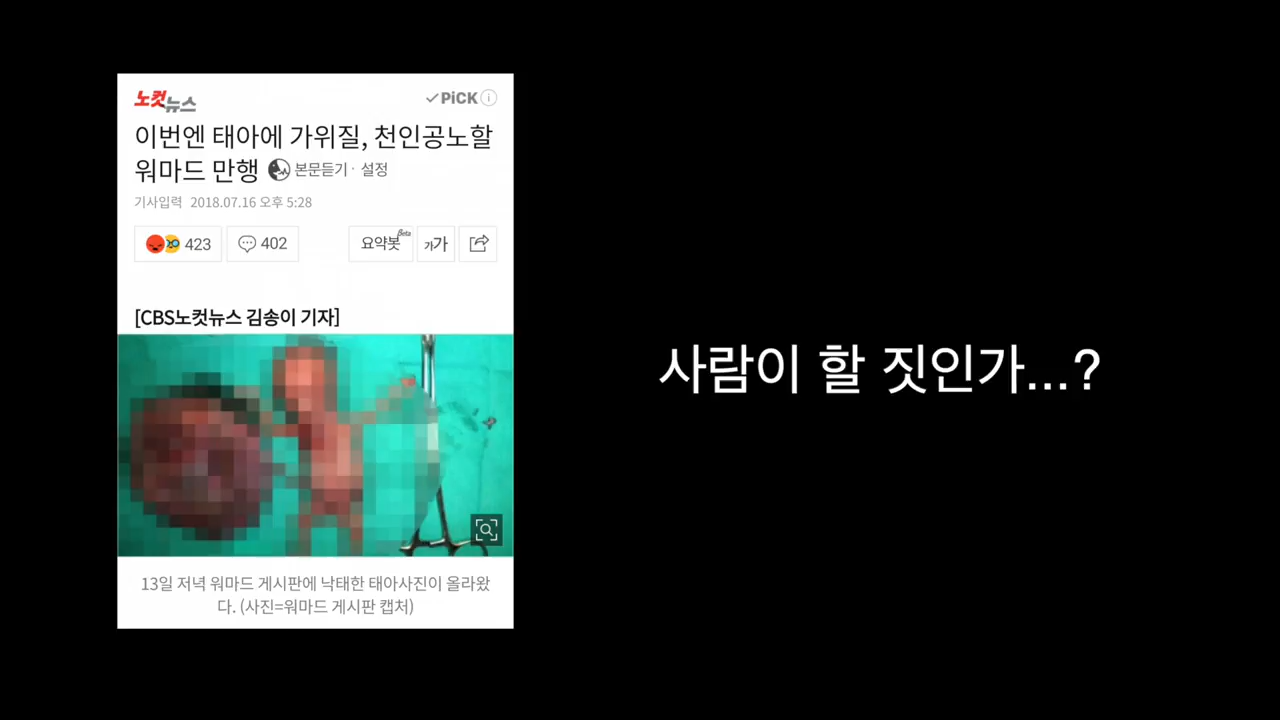 노컷뉴스
PiCK
이번엔 태아에 가위질, 천인공노할
워마드 만행 본문듣기 · 설정
기사입력 2018.07.16 오후 5:28
423 402 요약봇 Beta 가가
[CBS노컷뉴스 김송이 기자]
사람이 할 짓인가...?
13일 저녁 워마드 게시판에 낙태한 태아사진이 올라왔
다. (사진=워마드 게시판 캡처)